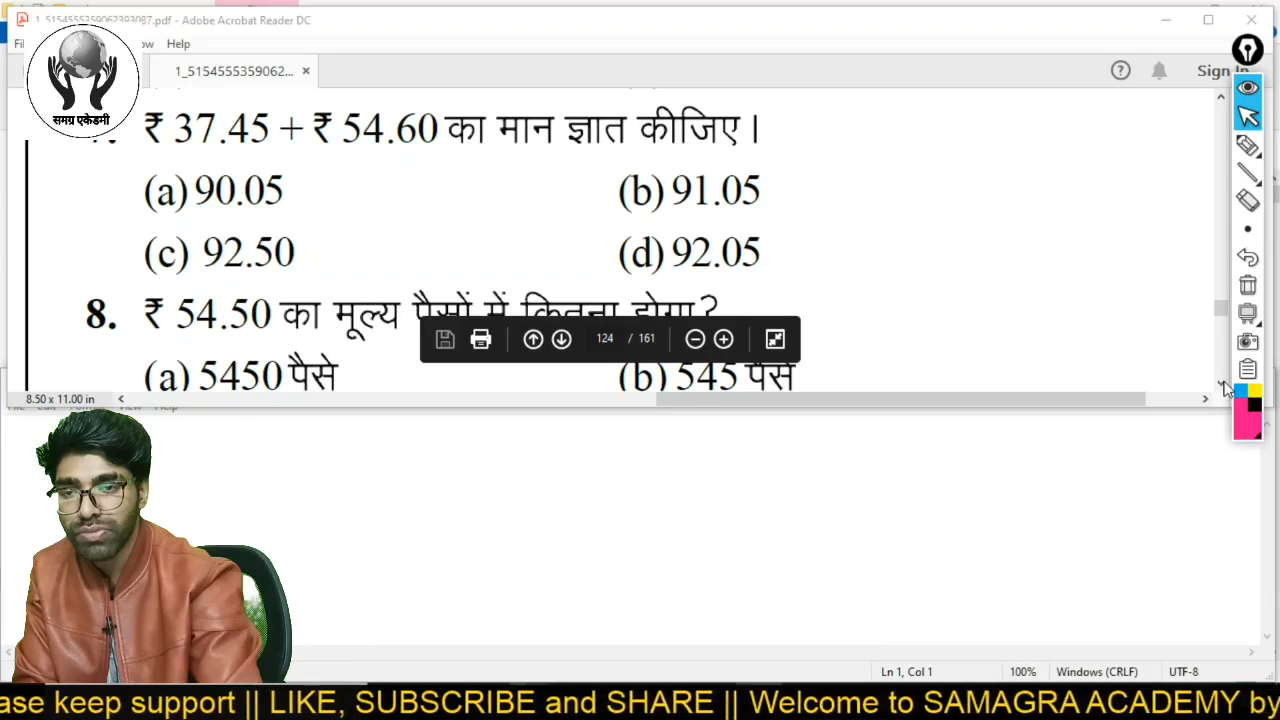 1_5154555359062393087.pdf - Adobe Acrobat Reader DC
Help
1_5154555359062...
Sign In
समग्र एकेडमी
₹ 37.45 + ₹ 54.60 का मान ज्ञात कीजिए।
(a) 90.05 (b) 91.05
(c) 92.50 (d) 92.05
8. ₹ 54.50 का मूल्य पैसों में कितना होगा?
124 / 161
(a) 5450 पैसे (b) 545 पैसे
8.50 x 11.00 in
Help
Ln 1, Col 1 100% Windows (CRLF) UTF-8
ase keep support || LIKE, SUBSCRIBE and SHARE || Welcome to SAMAGRA ACADEMY by